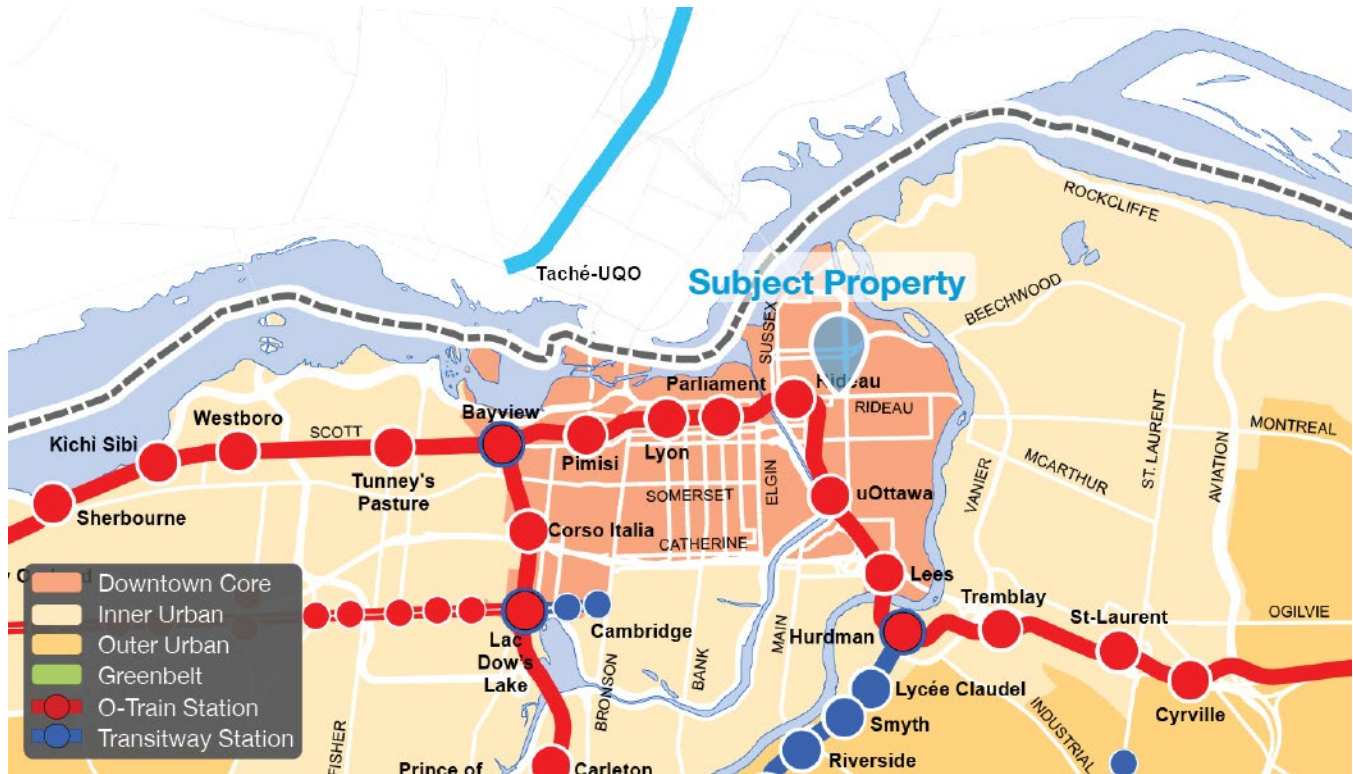 Taché-UQO
ROCKCLIFFE
Subject Property
BEECHWOOD
SUSSEX
Parliament
Rideau
RIDEAU
Westboro
Bayview
Kìchì Sìbì
SCOTT
Pimisi
Lyon
ELGIN
MONTREAL
ST. LAURENT
AVIATION
MCARTHUR
VANIER
Tunney's
Pasture
SOMERSET
uOttawa
Sherbourne
Corso Italia
CATHERINE
Lees
Tremblay
St-Laurent
OGILVIE
Cambridge
Hurdman
MAIN
Lac
Dow's
Lake
BRONSON
BANK
Lycée Claudel
Smyth
Riverside
Cyrville
INDUSTRIAL
FISHER
Prince of
Carleton
Downtown Core
Inner Urban
Outer Urban
Greenbelt
O-Train Station
Transitway Station